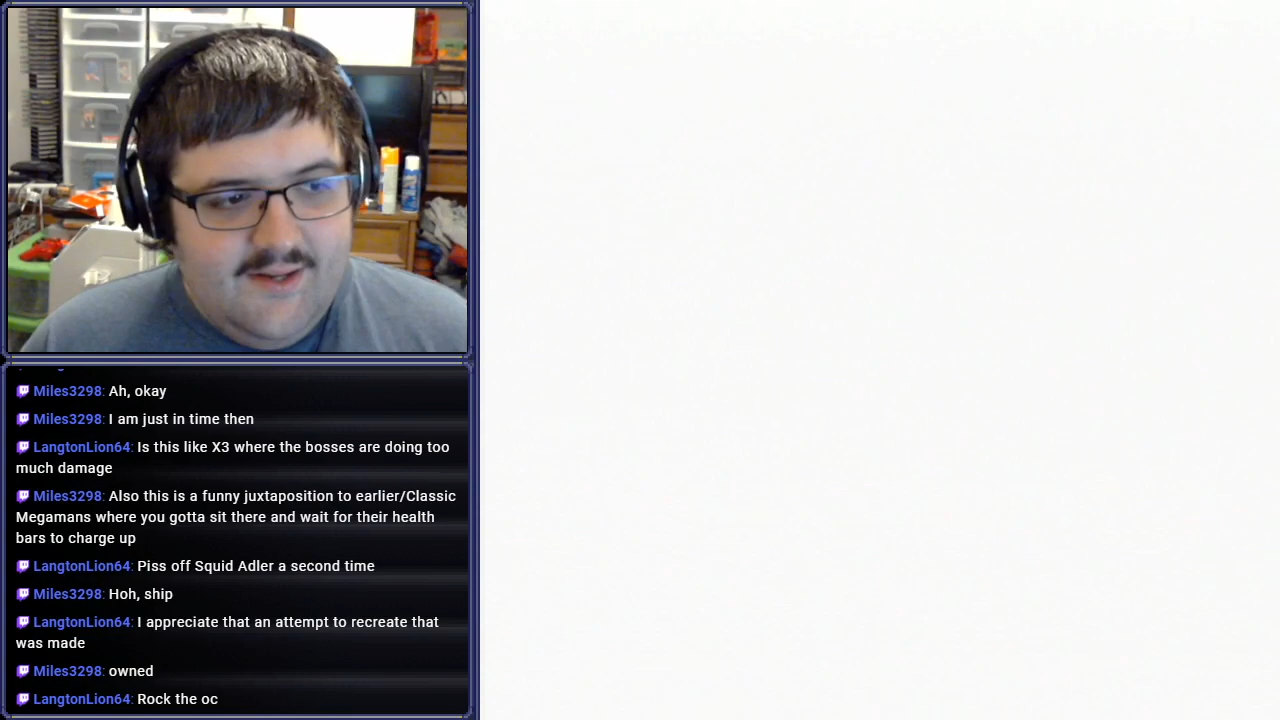 Miles3298: Ah, okay
Miles3298: I am just in time then
LangtonLion64: Is this like X3 where the bosses are doing too
much damage
Miles3298: Also this is a funny juxtaposition to earlier/Classic
Megamans where you gotta sit there and wait for their health
bars to charge up
LangtonLion64: Piss off Squid Adler a second time
Miles3298: Hoh, ship
LangtonLion64: I appreciate that an attempt to recreate that
was made
Miles3298: owned
LangtonLion64: Rock the oc